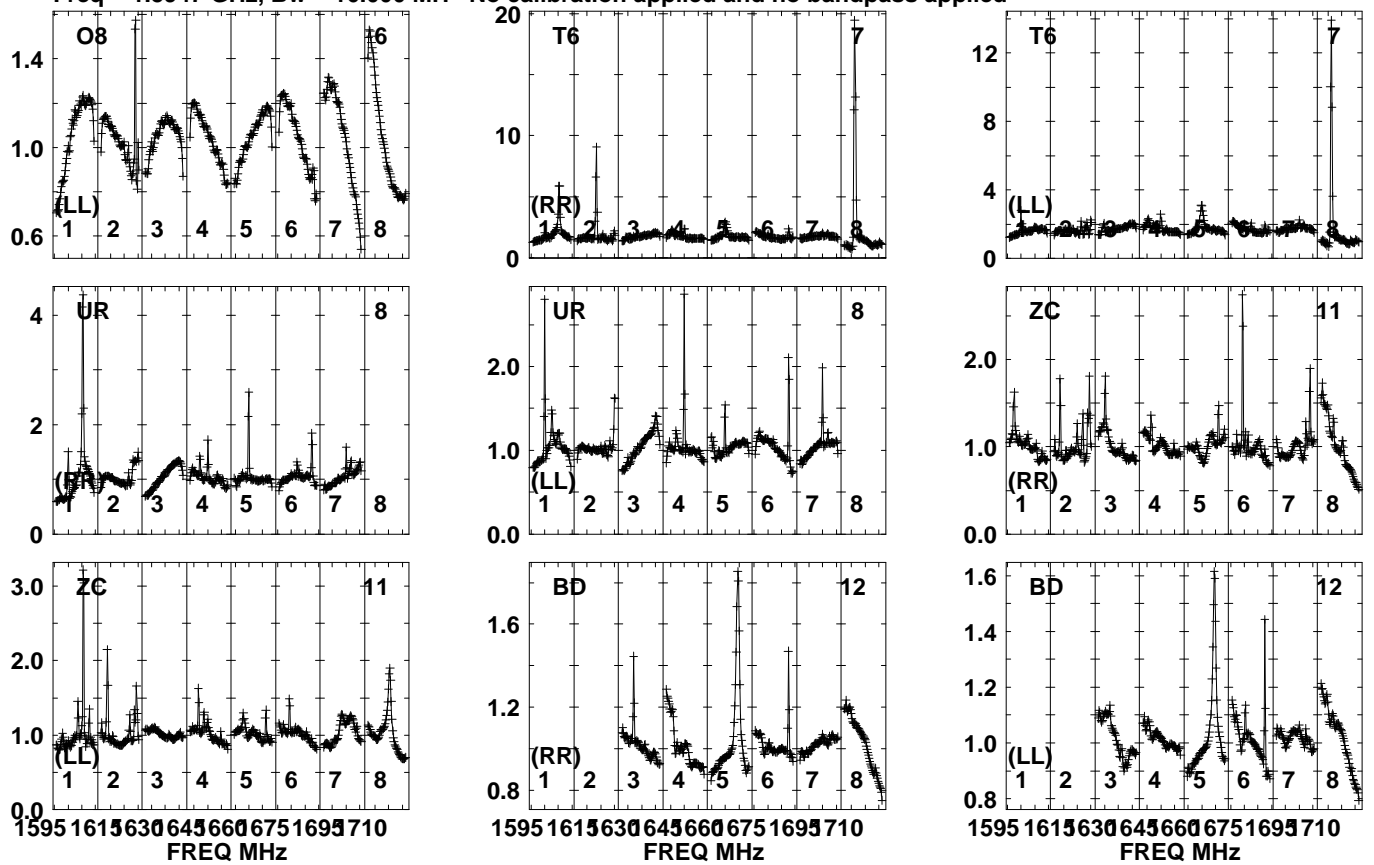 No calibration applied and no bandpass applied
O8 6 T6 7 T6 7
1.4 20 12
1.0 10 8
0.6 0 4
0
(LL) (RR) (LL)
1 2 3 4 5 6 7 8 1 2 3 4 5 6 7 8 1 2 3 4 5 6 7 8
UR 8 UR 8 ZC 11
4 2.0 2.0
2 1.0 1.0
0 0.0 0.0
(RR) (LL) (RR)
1 2 3 4 5 6 7 8 1 2 3 4 5 6 7 8 1 2 3 4 5 6 7 8
ZC 11 BD 12 BD 12
3.0 1.6 1.6
2.0 1.2 1.4
1.0 0.8 1.2
0.0 1.0
0.8
(LL) (RR) (LL)
1 2 3 4 5 6 7 8 1 2 3 4 5 6 7 8 1 2 3 4 5 6 7 8
1595 1615 1630 1645 1660 1675 1695 1710 1595 1615 1630 1645 1660 1675 1695 1710 1595 1615 1630 1645 1660 1675 1695 1710
FREQ MHz FREQ MHz FREQ MHz